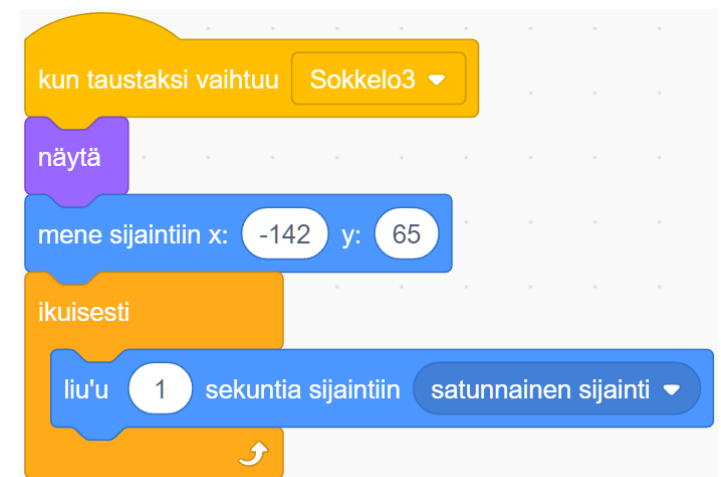 kun taustaksi vaihtuu Sokkelo3
näytä
mene sijaintiin x: -142 y: 65
ikuisesti
liu'u 1 sekuntia sijaintiin satunnainen sijainti